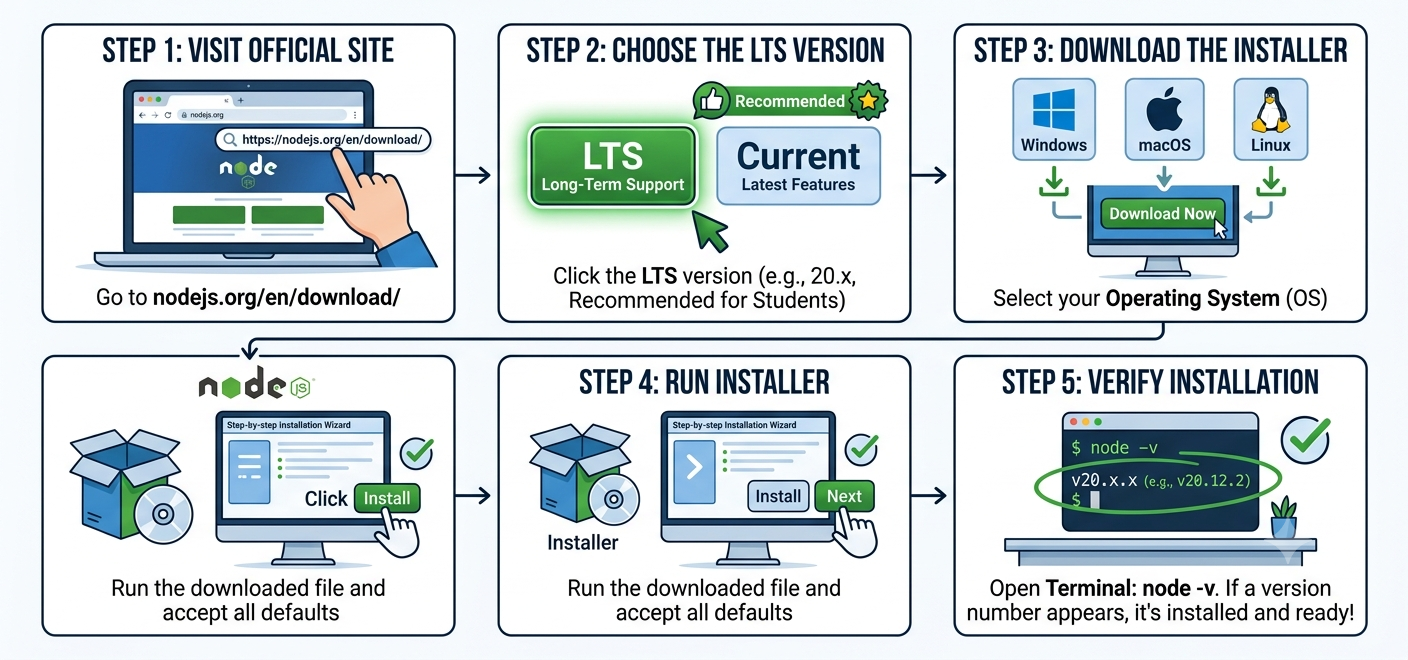 STEP 1: VISIT OFFICIAL SITE
nodejs.org
https://nodejs.org/en/download/
node
JS
Go to nodejs.org/en/download/
STEP 2: CHOOSE THE LTS VERSION
Recommended
LTS
Long-Term Support
Current
Latest Features
Click the LTS version (e.g., 20.x,
Recommended for Students)
STEP 3: DOWNLOAD THE INSTALLER
Windows
macOS
Linux
Download Now
Select your Operating System (OS)
node JS
Step-by-step Installation Wizard
Click Install
Run the downloaded file and
accept all defaults
STEP 4: RUN INSTALLER
Step-by-step Installation Wizard
Install Next
Installer
Run the downloaded file and
accept all defaults
STEP 5: VERIFY INSTALLATION
$ node -v
v20.x.x (e.g., v20.12.2)
$
Open Terminal: node -v. If a version
number appears, it's installed and ready!